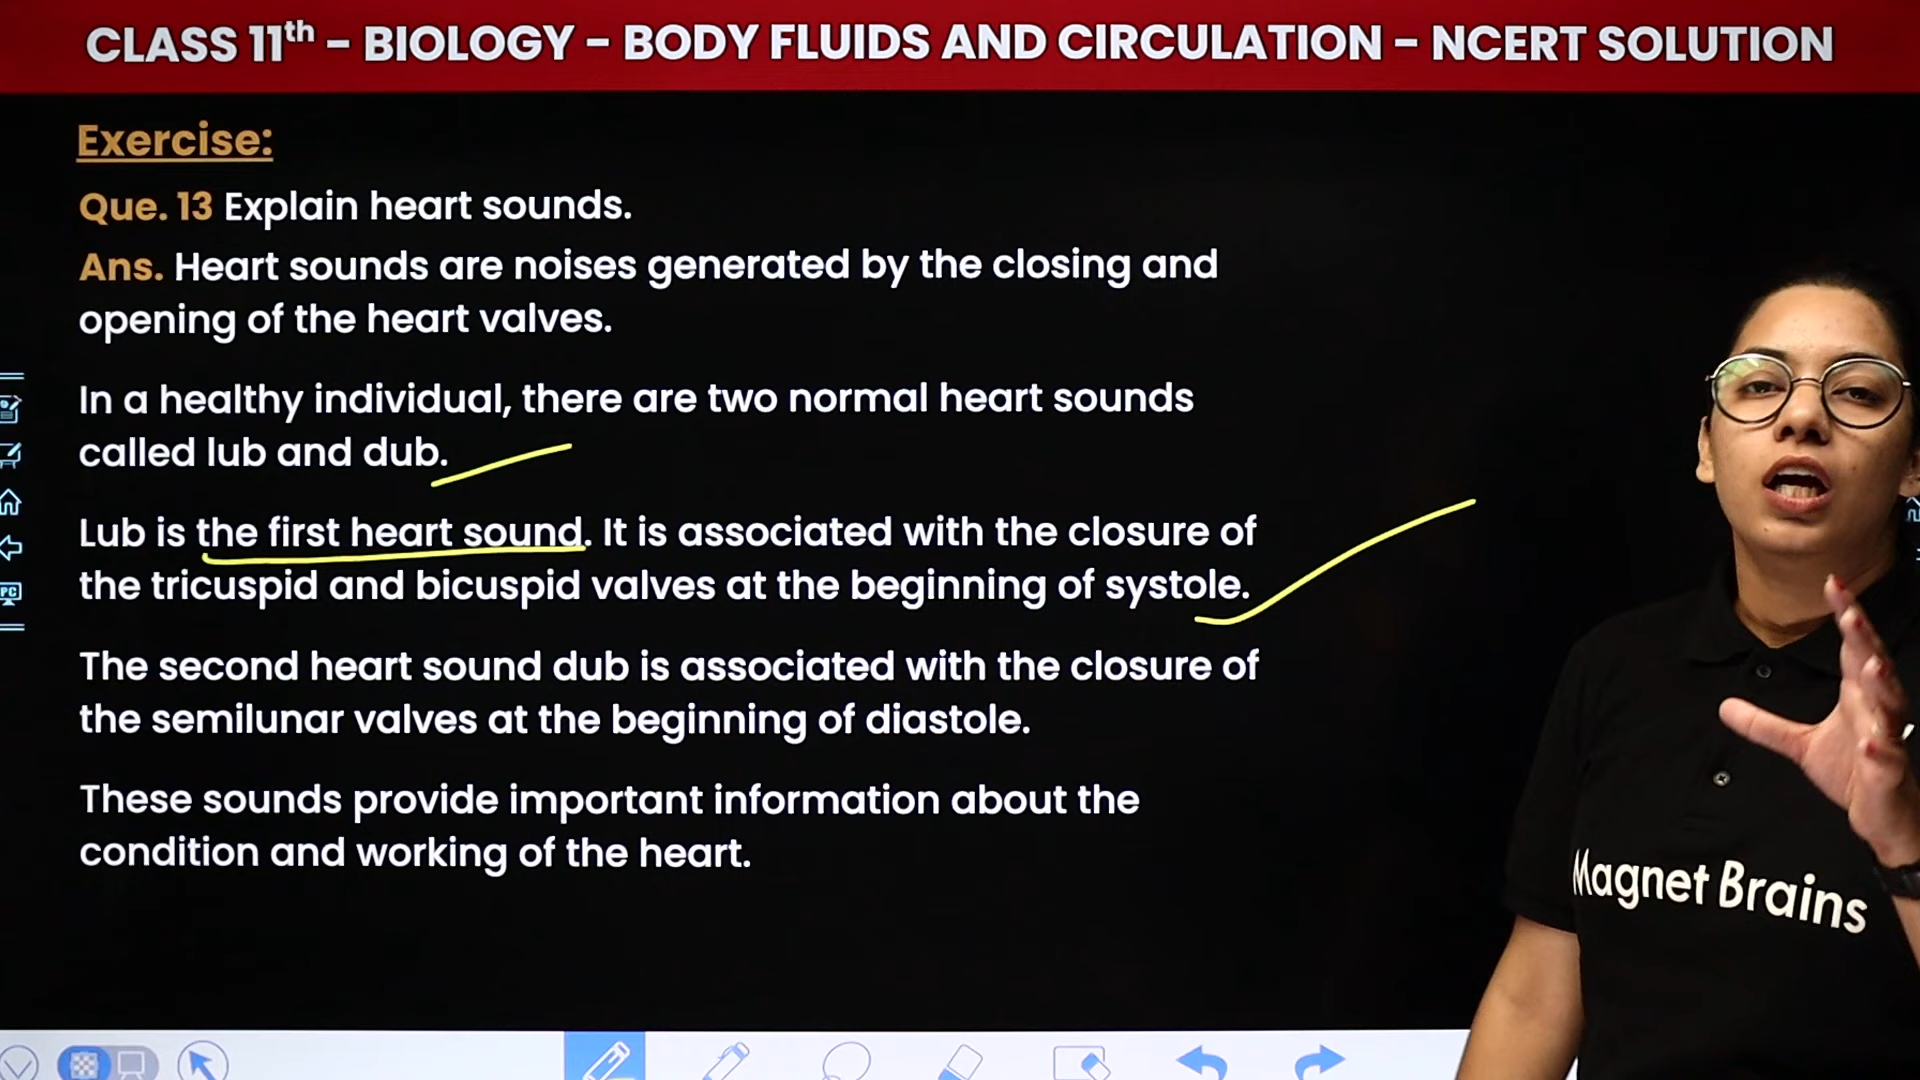 CLASS 11th – BIOLOGY – BODY FLUIDS AND CIRCULATION – NCERT SOLUTION
Exercise:
Que. 13 Explain heart sounds.
Ans. Heart sounds are noises generated by the closing and
opening of the heart valves.
In a healthy individual, there are two normal heart sounds
called lub and dub.
Lub is the first heart sound. It is associated with the closure of
the tricuspid and bicuspid valves at the beginning of systole.
The second heart sound dub is associated with the closure of
the semilunar valves at the beginning of diastole.
These sounds provide important information about the
condition and working of the heart.
PC
Magnet Brains